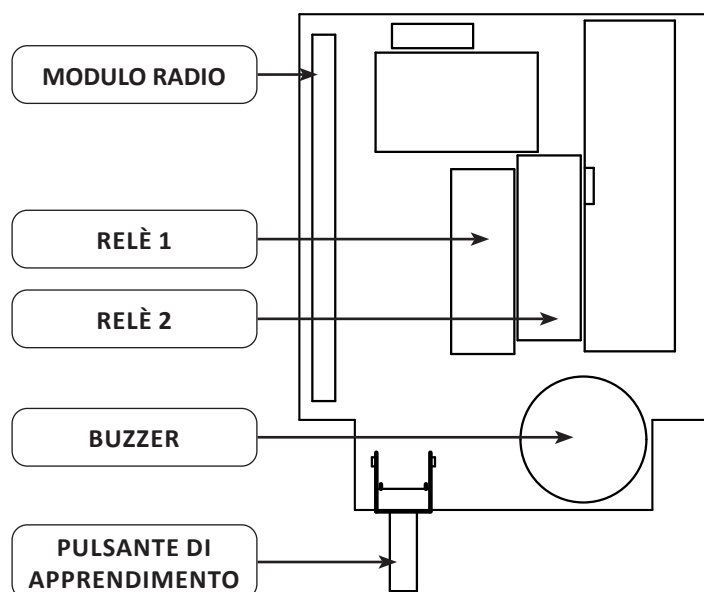 MODULO RADIO
RELÈ 1
RELÈ 2
BUZZER
PULSANTE DI
APPRENDIMENTO